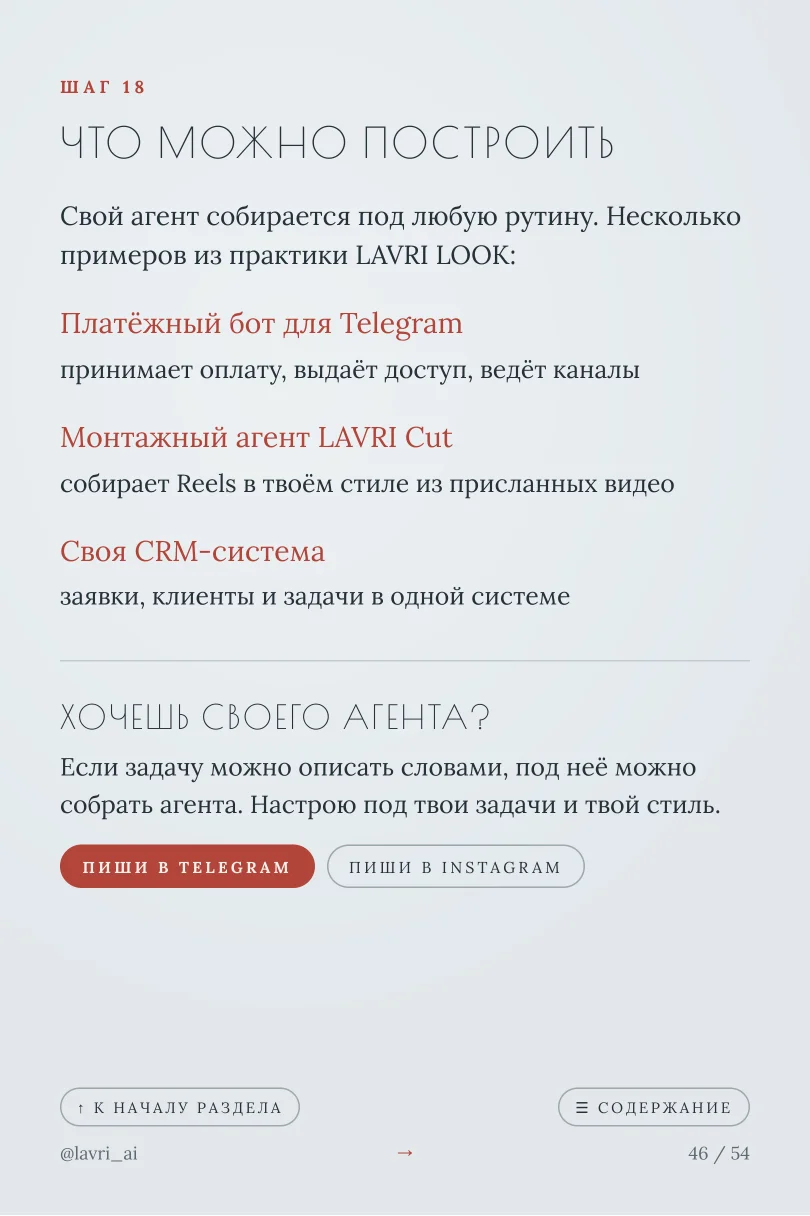 ШАГ 18
ЧТО МОЖНО ПОСТРОИТЬ
Свой агент собирается под любую рутину. Несколько
примеров из практики LAVRI LOOK:
Платёжный бот для Telegram
принимает оплату, выдаёт доступ, ведёт каналы
Монтажный агент LAVRI Cut
собирает Reels в твоём стиле из присланных видео
Своя CRM-система
заявки, клиенты и задачи в одной системе
ХОЧЕШЬ СВОЕГО АГЕНТА?
Если задачу можно описать словами, под неё можно
собрать агента. Настрою под твои задачи и твой стиль.
ПИШИ В TELEGRAM ПИШИ В INSTAGRAM
↑ К НАЧАЛУ РАЗДЕЛА ☰ СОДЕРЖАНИЕ
@lavri_ai → 46 / 54